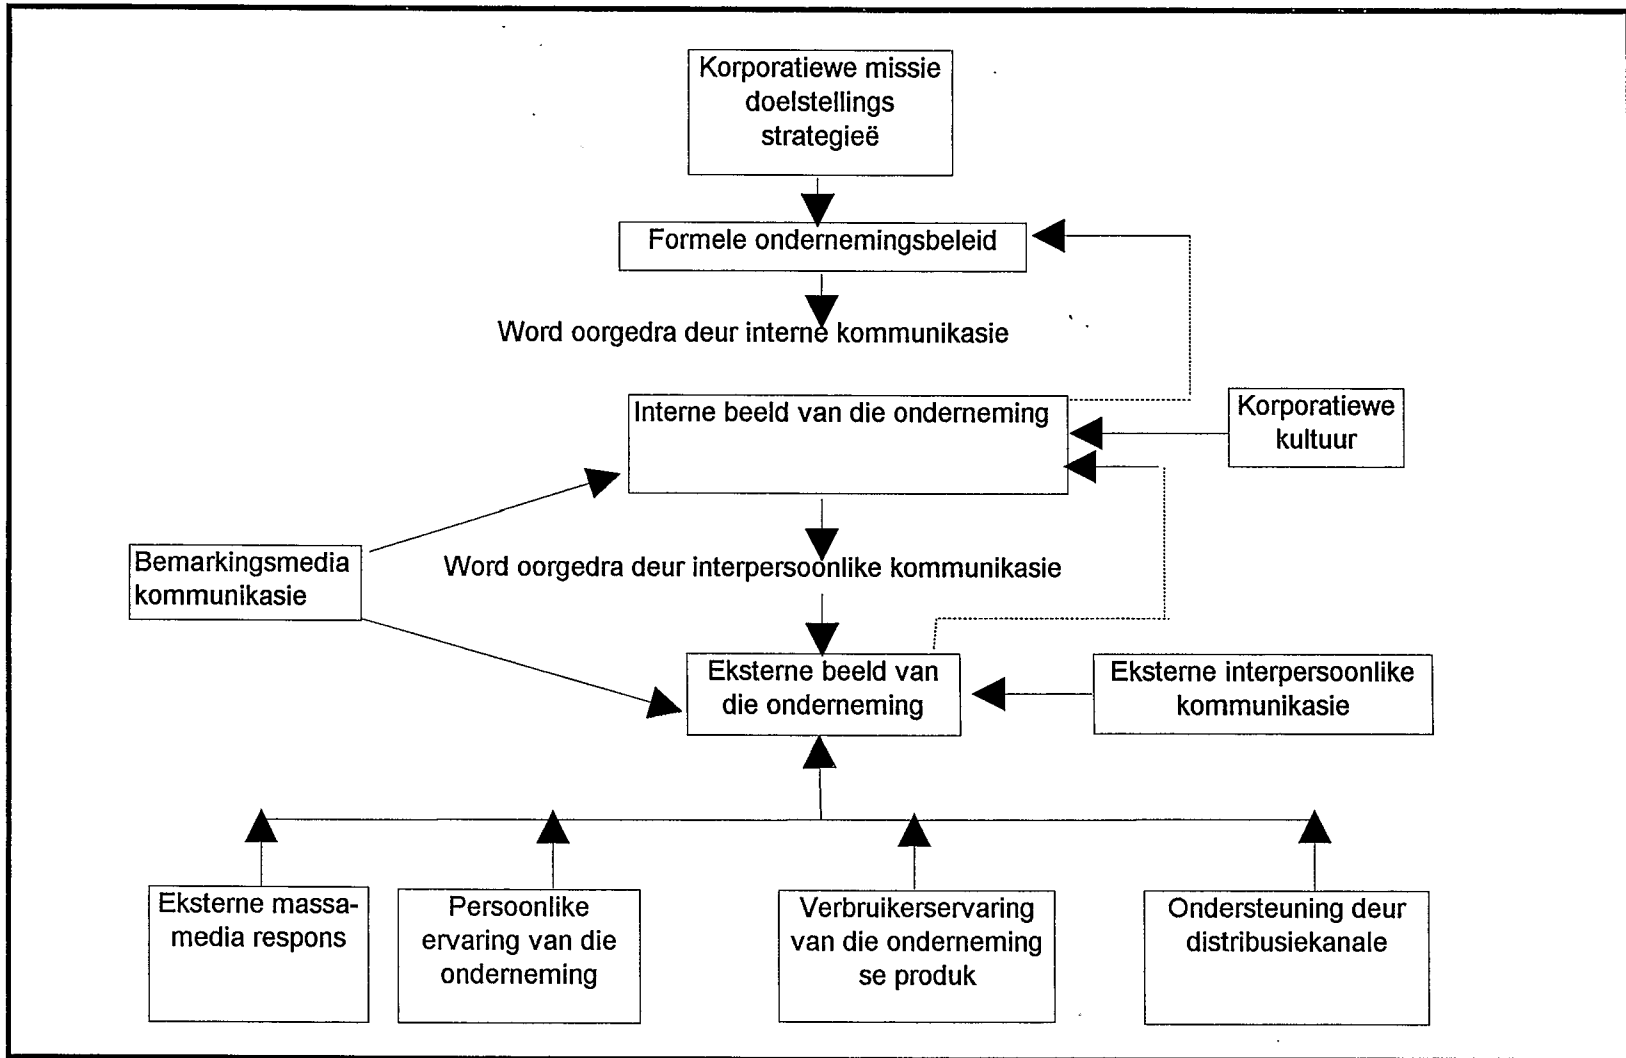 Korporatiewe missie
doelstellings
strategieë
Formele ondernemingsbeleid
Word oorgedra deur interne kommunikasie
Interne beeld van die onderneming
Korporatiewe
kultuur
Bemarkingsmedia
kommunikasie
Word oorgedra deur interpersoonlike kommunikasie
Eksterne beeld van
die onderneming
Eksterne interpersoonlike
kommunikasie
Eksterne massa-
media respons
Persoonlike
ervaring van die
onderneming
Verbruikerservaring
van die onderneming
se produk
Ondersteuning deur
distribusiekanale